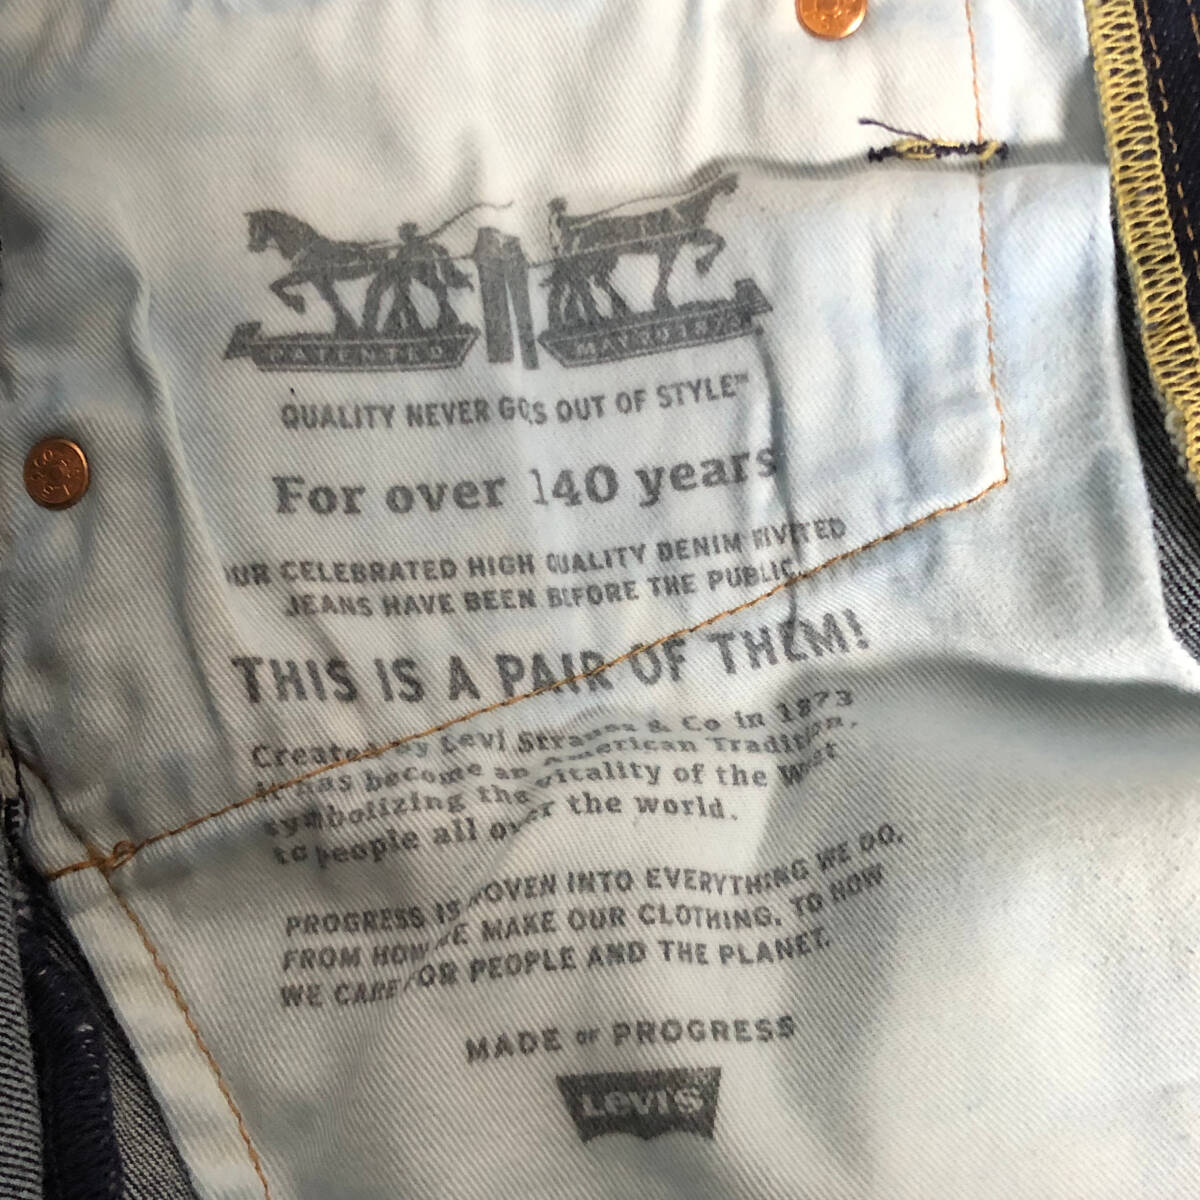 PATENTED MAY 20 1873
QUALITY NEVER GOES OUT OF STYLE™
For over 140 years
OUR CELEBRATED HIGH QUALITY DENIM RIVETED
JEANS HAVE BEEN BEFORE THE PUBLIC
THIS IS A PAIR OF THEM!
Created by Levi Strauss & Co in 1873
it has become an American Tradition,
symbolizing the vitality of the West
to people all over the world.
PROGRESS IS WOVEN INTO EVERYTHING WE DO,
FROM HOW WE MAKE OUR CLOTHING, TO HOW
WE CARE FOR PEOPLE AND THE PLANET.
MADE OF PROGRESS
LEVI'S